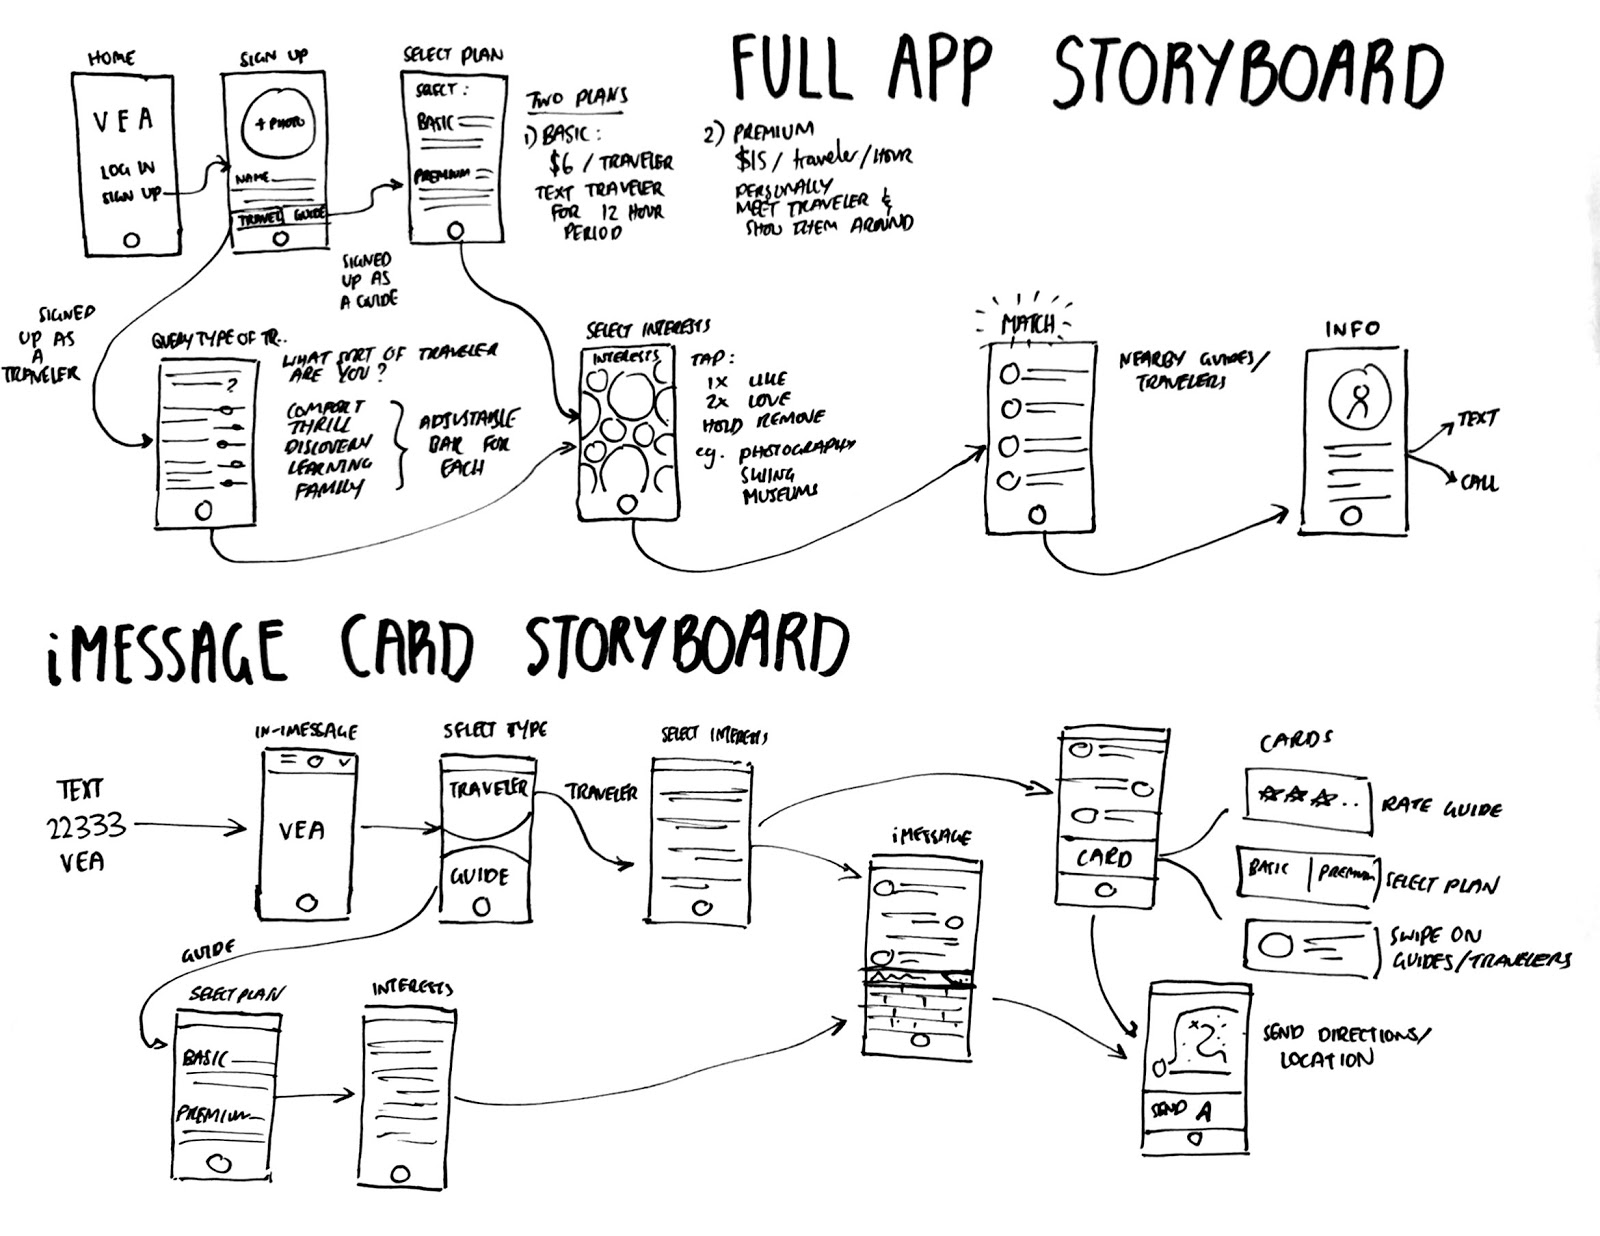 FULL APP STORYBOARD
HOME
VEA
LOG IN
SIGN UP
SIGN UP
+ PHOTO
NAME
TRAVEL GUIDE
SIGNED
UP AS
A GUIDE
SIGNED
UP AS
A
TRAVELER
SELECT PLAN
SELECT:
BASIC
PREMIUM
TWO PLANS
1) BASIC:
$6 / TRAVELER
TEXT TRAVELER
FOR 12 HOUR
PERIOD
2) PREMIUM
$15 / traveler / HOUR
PERSONALLY
MEET TRAVELER &
SHOW THEM AROUND
QUERY TYPE OF TR..
?
WHAT SORT OF TRAVELER
ARE YOU?
COMFORT
THRILL
DISCOVERY
LEARNING
FAMILY
ADJUSTABLE
BAR FOR
EACH
SELECT INTERESTS
INTERESTS
TAP:
1X LIKE
2X LOVE
HOLD REMOVE
eg. PHOTOGRAPHY
SKIING
MUSEUMS
MATCH
NEARBY GUIDES/
TRAVELERS
INFO
TEXT
CALL
iMESSAGE CARD STORYBOARD
TEXT
22333
VEA
IN-IMESSAGE
VEA
SELECT TYPE
TRAVELER
GUIDE
TRAVELER
GUIDE
SELECT INTERESTS
SELECT PLAN
BASIC
PREMIUM
INTERESTS
iMESSAGE
CARD
CARDS
RATE GUIDE
BASIC | PREMIUM
SELECT PLAN
SWIPE ON
GUIDES/TRAVELERS
SEND DIRECTIONS/
LOCATION
SEND